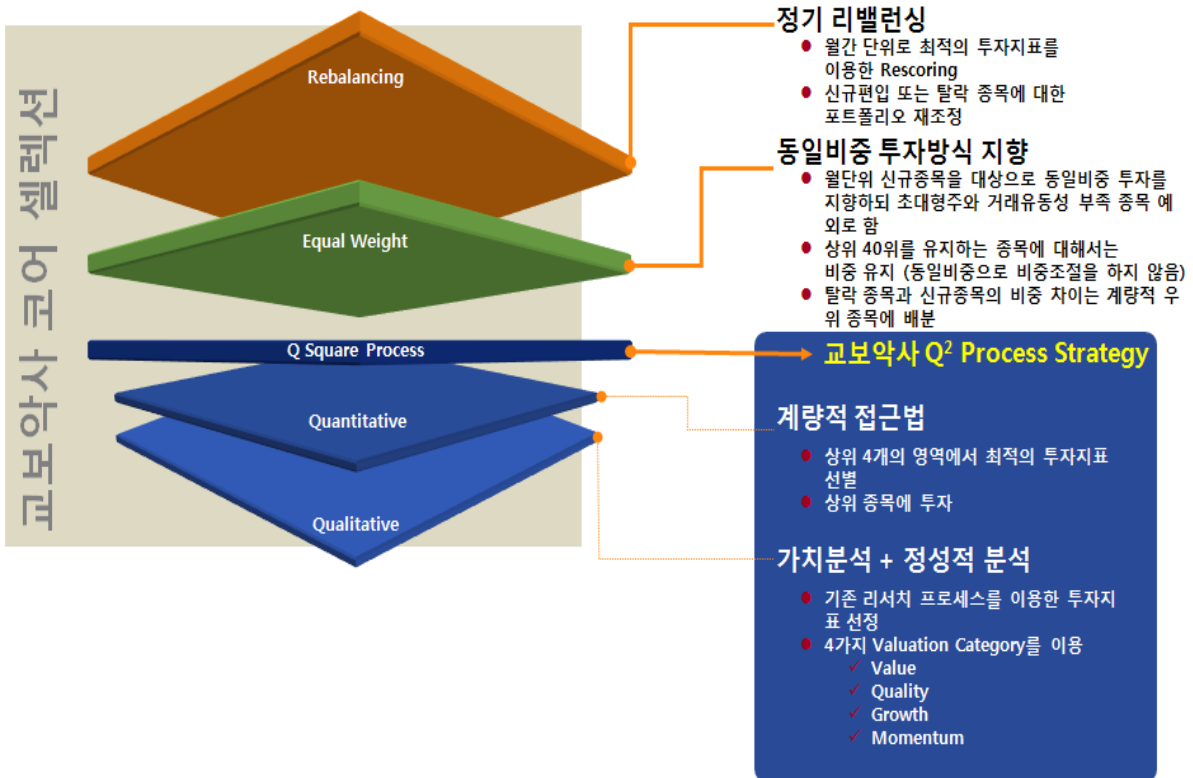 교보악사 코어 셀렉션
Rebalancing
Equal Weight
Q Square Process
Quantitative
Qualitative
정기 리밸런싱
월간 단위로 최적의 투자지표를
이용한 Rescoring
신규편입 또는 탈락 종목에 대한
포트폴리오 재조정
동일비중 투자방식 지향
월단위 신규종목을 대상으로 동일비중 투자를
지향하되 초대형주와 거래유동성 부족 종목 예
외로 함
상위 40위를 유지하는 종목에 대해서는
비중 유지 (동일비중으로 비중조절을 하지 않음)
탈락 종목과 신규종목의 비중 차이는 계량적 우
위 종목에 배분
교보악사 Q² Process Strategy
계량적 접근법
상위 4개의 영역에서 최적의 투자지표
선별
상위 종목에 투자
가치분석 + 정성적 분석
기존 리서치 프로세스를 이용한 투자지
표 선정
4가지 Valuation Category를 이용
Value
Quality
Growth
Momentum